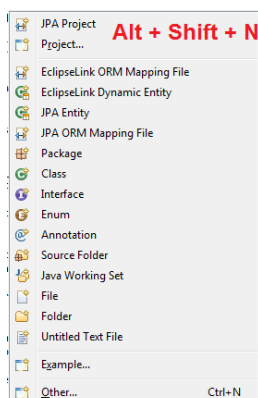 JPA Project
Alt + Shift + N
Project...
EclipseLink ORM Mapping File
EclipseLink Dynamic Entity
JPA Entity
JPA ORM Mapping File
Package
Class
Interface
Enum
Annotation
Source Folder
Java Working Set
File
Folder
Untitled Text File
Example...
Other... Ctrl+N